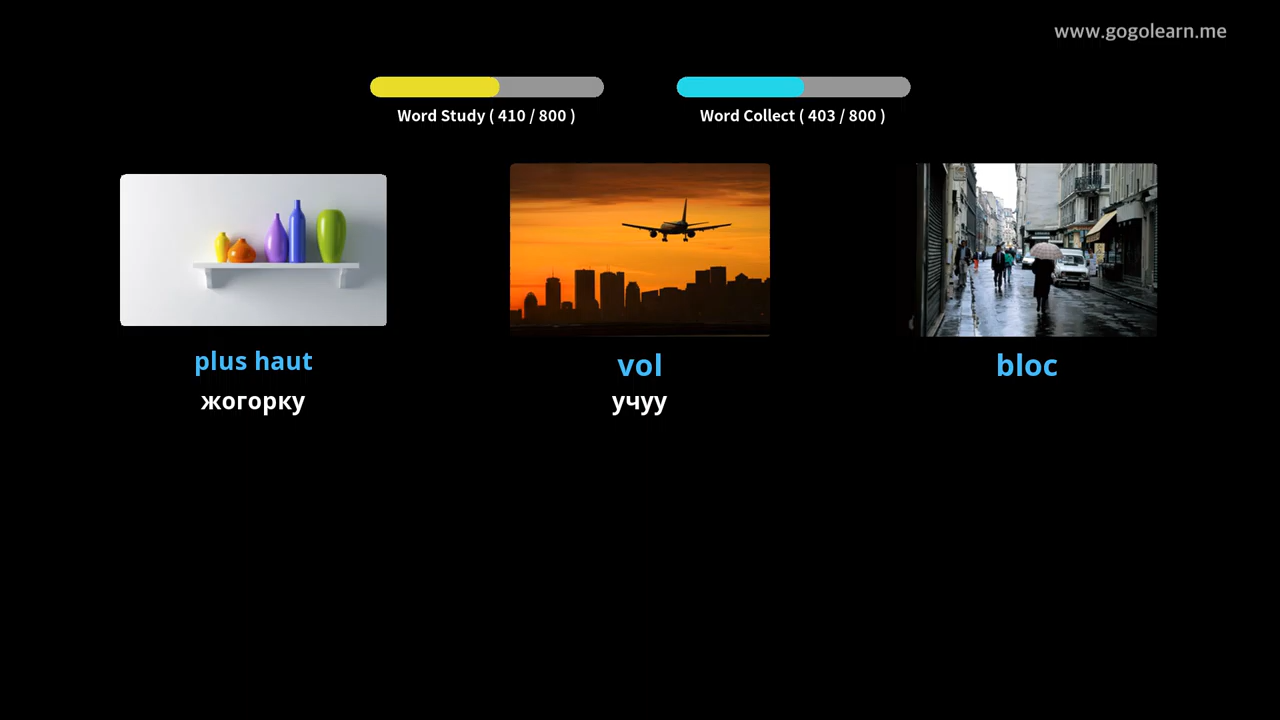 www.gogolearn.me
Word Study ( 410 / 800 )
Word Collect ( 403 / 800 )
plus haut
vol
bloc
жогорку
учуу